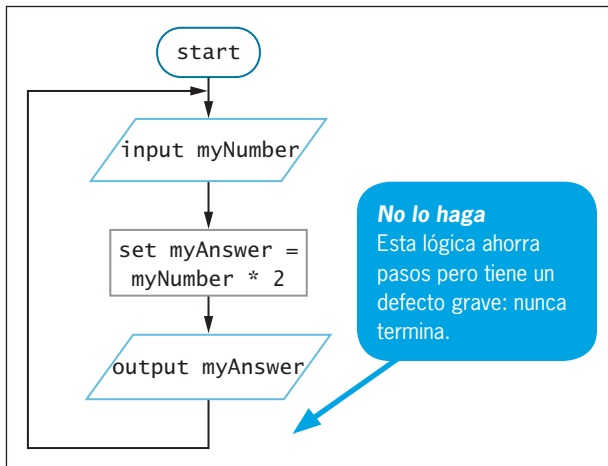 start
input myNumber
set myAnswer =
myNumber * 2
output myAnswer
No lo haga
Esta lógica ahorra
pasos pero tiene un
defecto grave: nunca
termina.